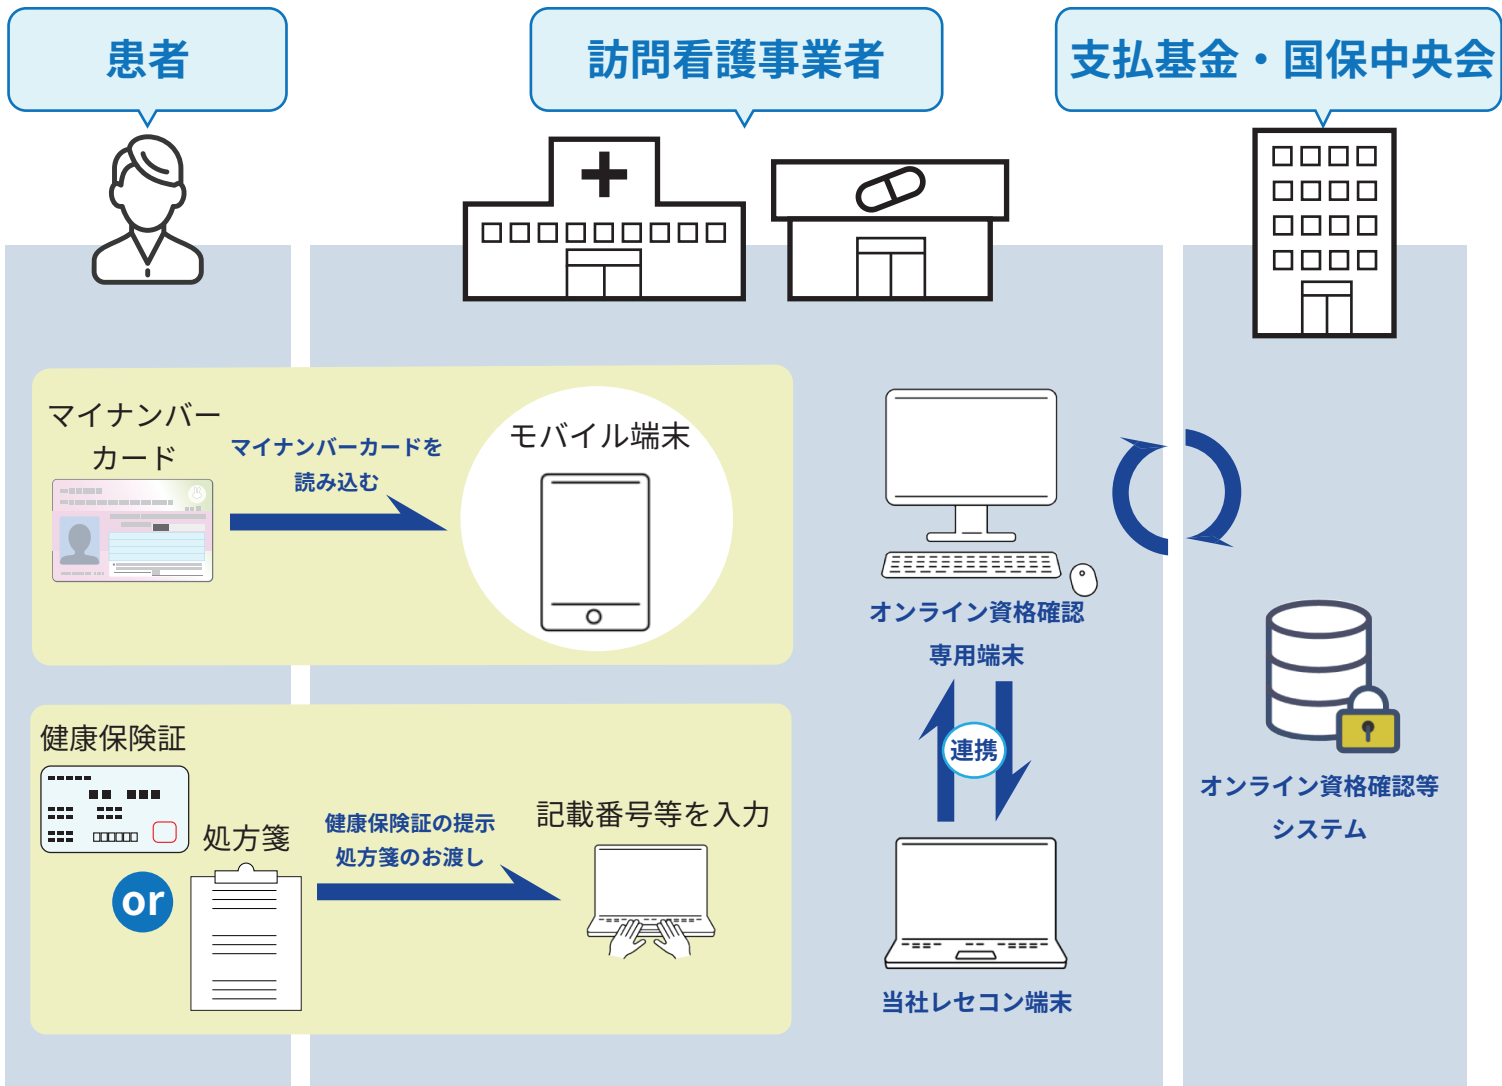 患者
訪問看護事業者
支払基金・国保中央会
マイナンバー
カード
マイナンバーカードを
読み込む
モバイル端末
オンライン資格確認
専用端末
連携
当社レセコン端末
オンライン資格確認等
システム
健康保険証
処方箋
or
健康保険証の提示
処方箋のお渡し
記載番号等を入力